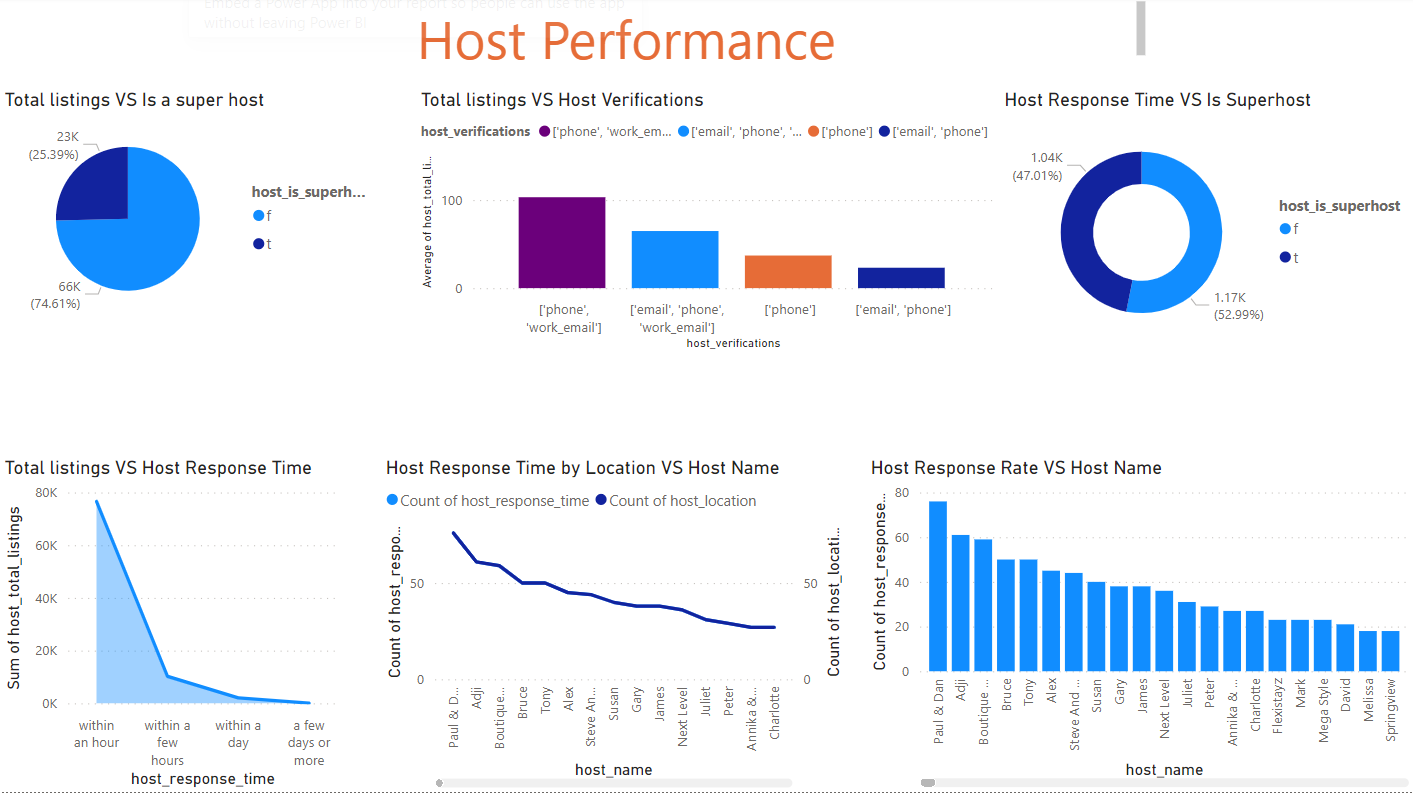 Embed a Power App into your report so people can use the app
without leaving Power BI
Host Performance
Total listings VS Is a super host
23K
(25.39%)
66K
(74.61%)
host_is_superh...
f
t
Total listings VS Host Verifications
host_verifications ['phone', 'work_em... ['email', 'phone', '... ['phone'] ['email', 'phone']
Average of host_total_li...
100
0
['phone',
'work_email']
['email', 'phone',
'work_email']
['phone']
['email', 'phone']
host_verifications
Host Response Time VS Is Superhost
1.04K
(47.01%)
1.17K
(52.99%)
host_is_superhost
f
t
Total listings VS Host Response Time
Sum of host_total_listings
80K
60K
40K
20K
0K
within
an hour
within a
few
hours
within a
day
a few
days or
more
host_response_time
Host Response Time by Location VS Host Name
Count of host_response_time Count of host_location
Count of host_respo...
50
0
50
0
Count of host_locati...
Paul & D...
Adji
Boutique...
Bruce
Tony
Alex
Steve An...
Susan
Gary
James
Next Level
Juliet
Peter
Annika &...
Charlotte
host_name
Host Response Rate VS Host Name
Count of host_response...
80
60
40
20
0
Paul & Dan
Adji
Boutique ...
Bruce
Tony
Alex
Steve And ...
Susan
Gary
James
Next Level
Juliet
Peter
Annika & ...
Charlotte
Flexistayz
Mark
Mega Style
David
Melissa
Springview
host_name